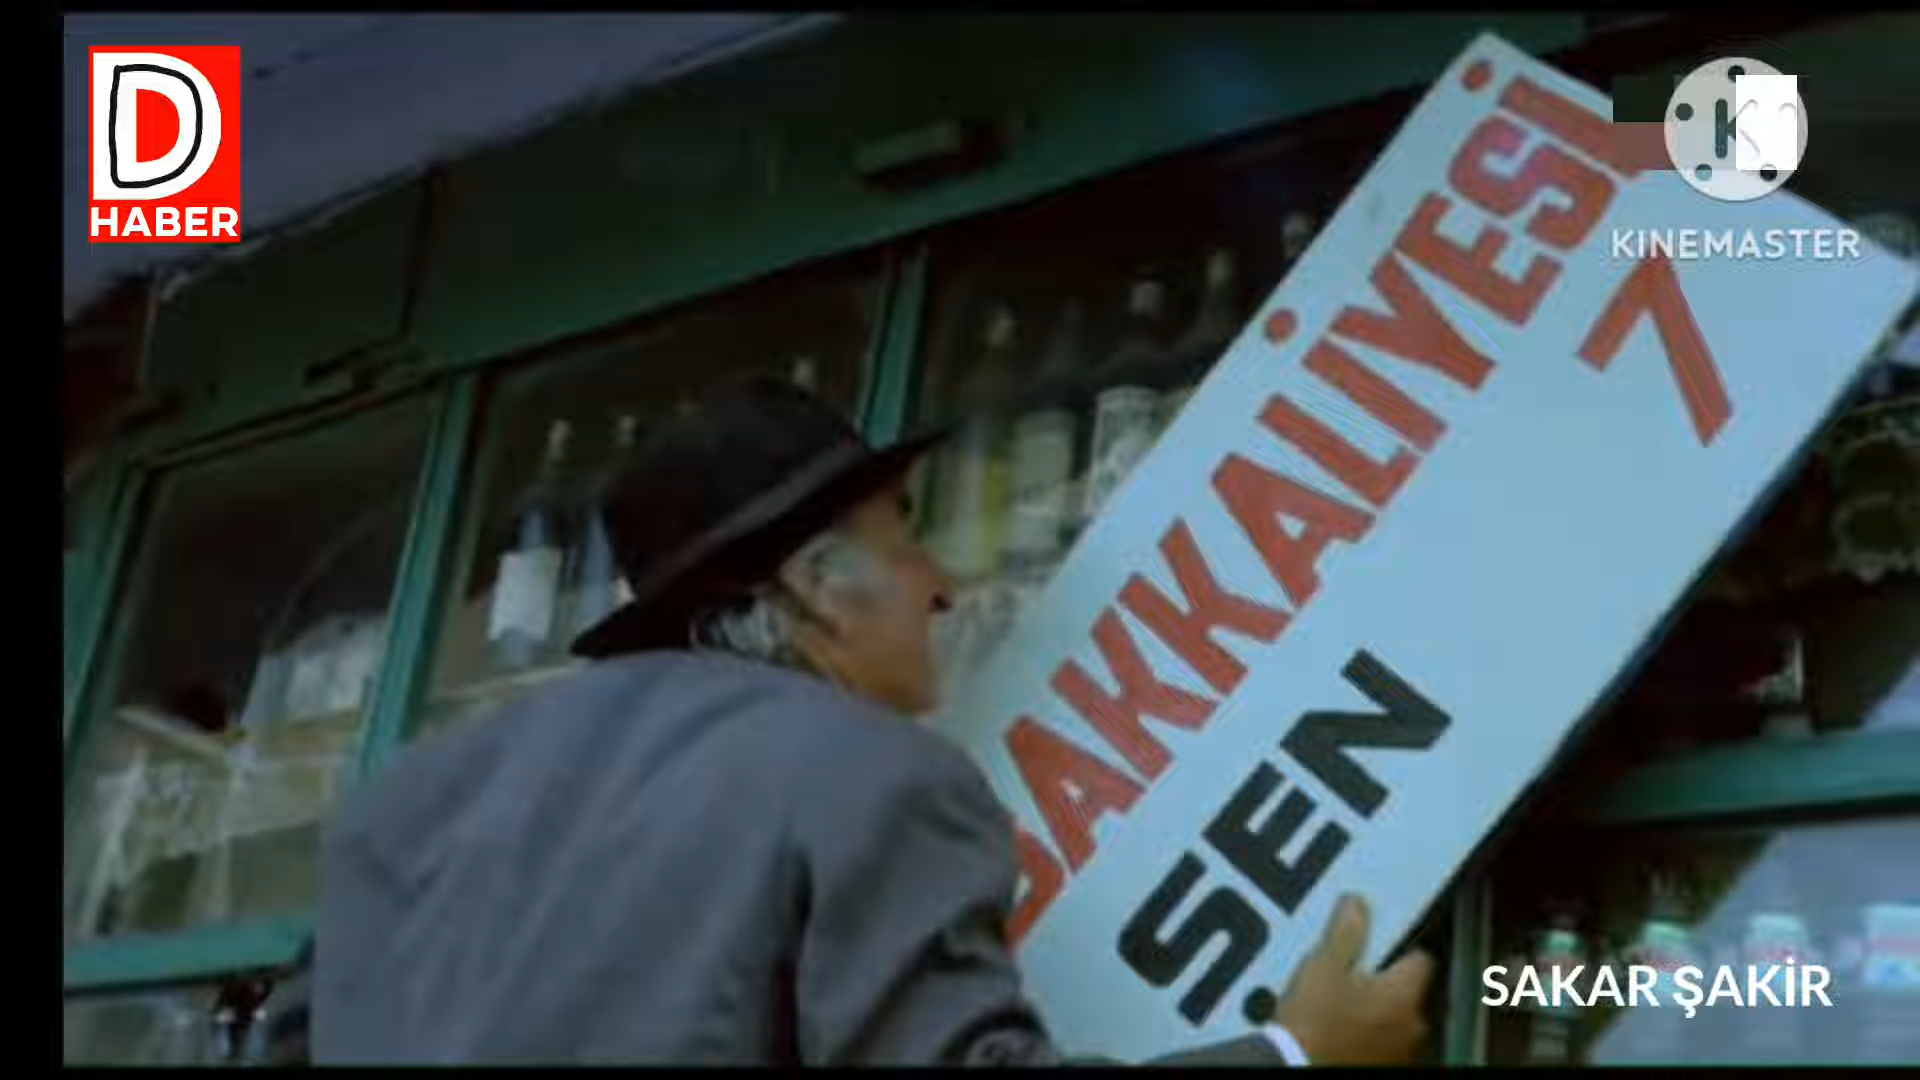 D
HABER
KINEMASTER
BAKKALİYESİ
7
ŞEN
SAKAR ŞAKİR